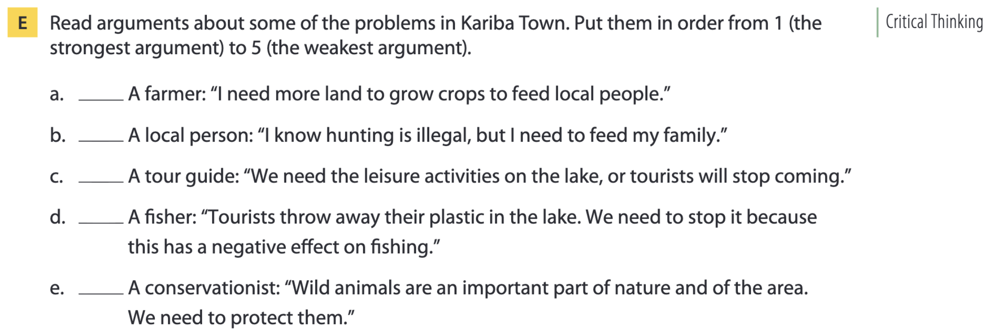 E Read arguments about some of the problems in Kariba Town. Put them in order from 1 (the Critical Thinking
strongest argument) to 5 (the weakest argument).
a. _____ A farmer: “I need more land to grow crops to feed local people.”
b. _____ A local person: “I know hunting is illegal, but I need to feed my family.”
c. _____ A tour guide: “We need the leisure activities on the lake, or tourists will stop coming.”
d. _____ A fisher: “Tourists throw away their plastic in the lake. We need to stop it because
this has a negative effect on fishing.”
e. _____ A conservationist: “Wild animals are an important part of nature and of the area.
We need to protect them.”